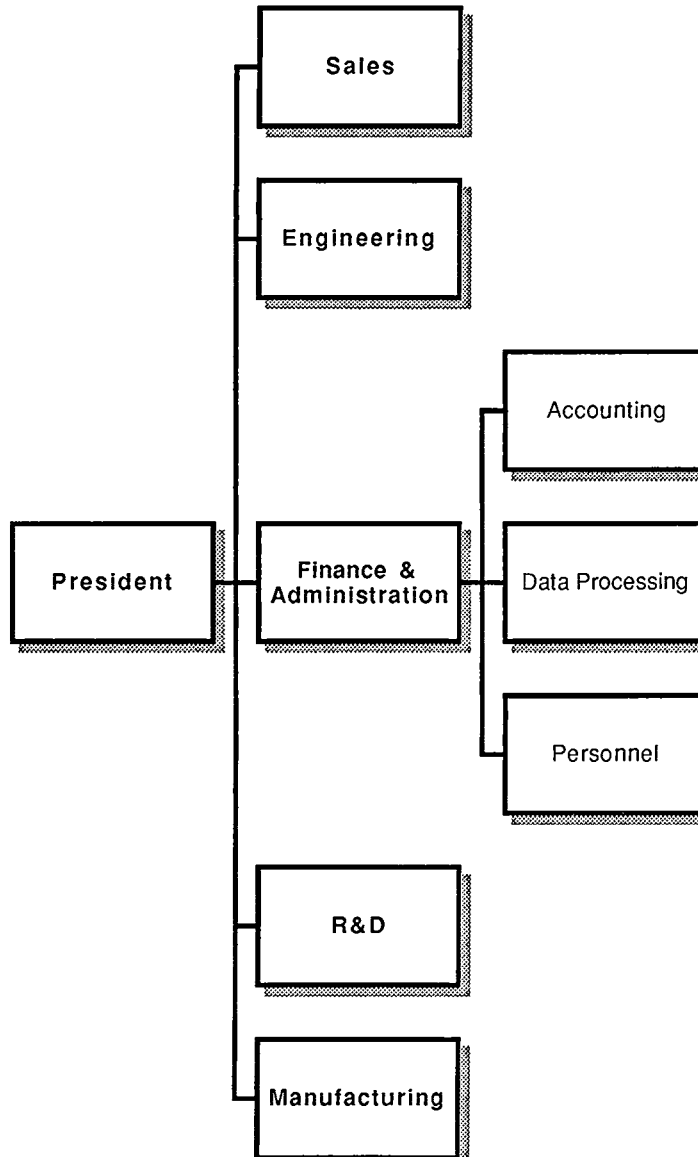 Sales
Engineering
Accounting
President
Finance &
Administration
Data Processing
Personnel
R&D
Manufacturing